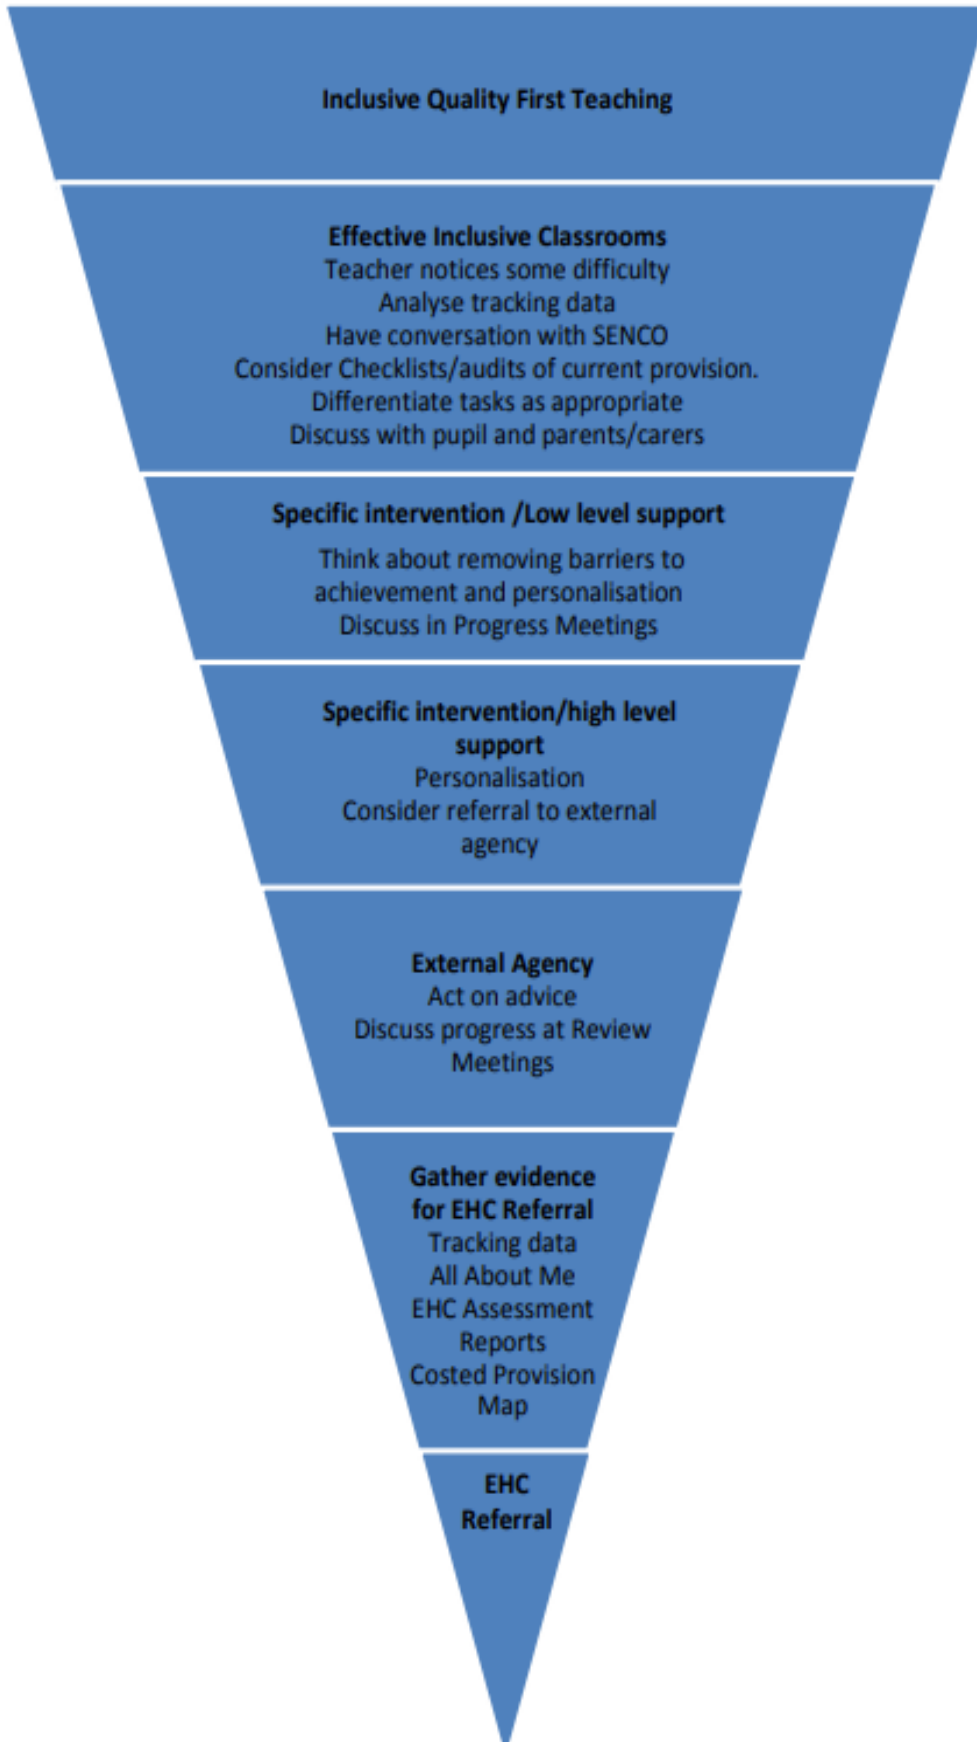 Inclusive Quality First Teaching
Effective Inclusive Classrooms
Teacher notices some difficulty
Analyse tracking data
Have conversation with SENCO
Consider Checklists/audits of current provision.
Differentiate tasks as appropriate
Discuss with pupil and parents/carers
Specific intervention /Low level support
Think about removing barriers to
achievement and personalisation
Discuss in Progress Meetings
Specific intervention/high level
support
Personalisation
Consider referral to external
agency
External Agency
Act on advice
Discuss progress at Review
Meetings
Gather evidence
for EHC Referral
Tracking data
All About Me
EHC Assessment
Reports
Costed Provision
Map
EHC
Referral